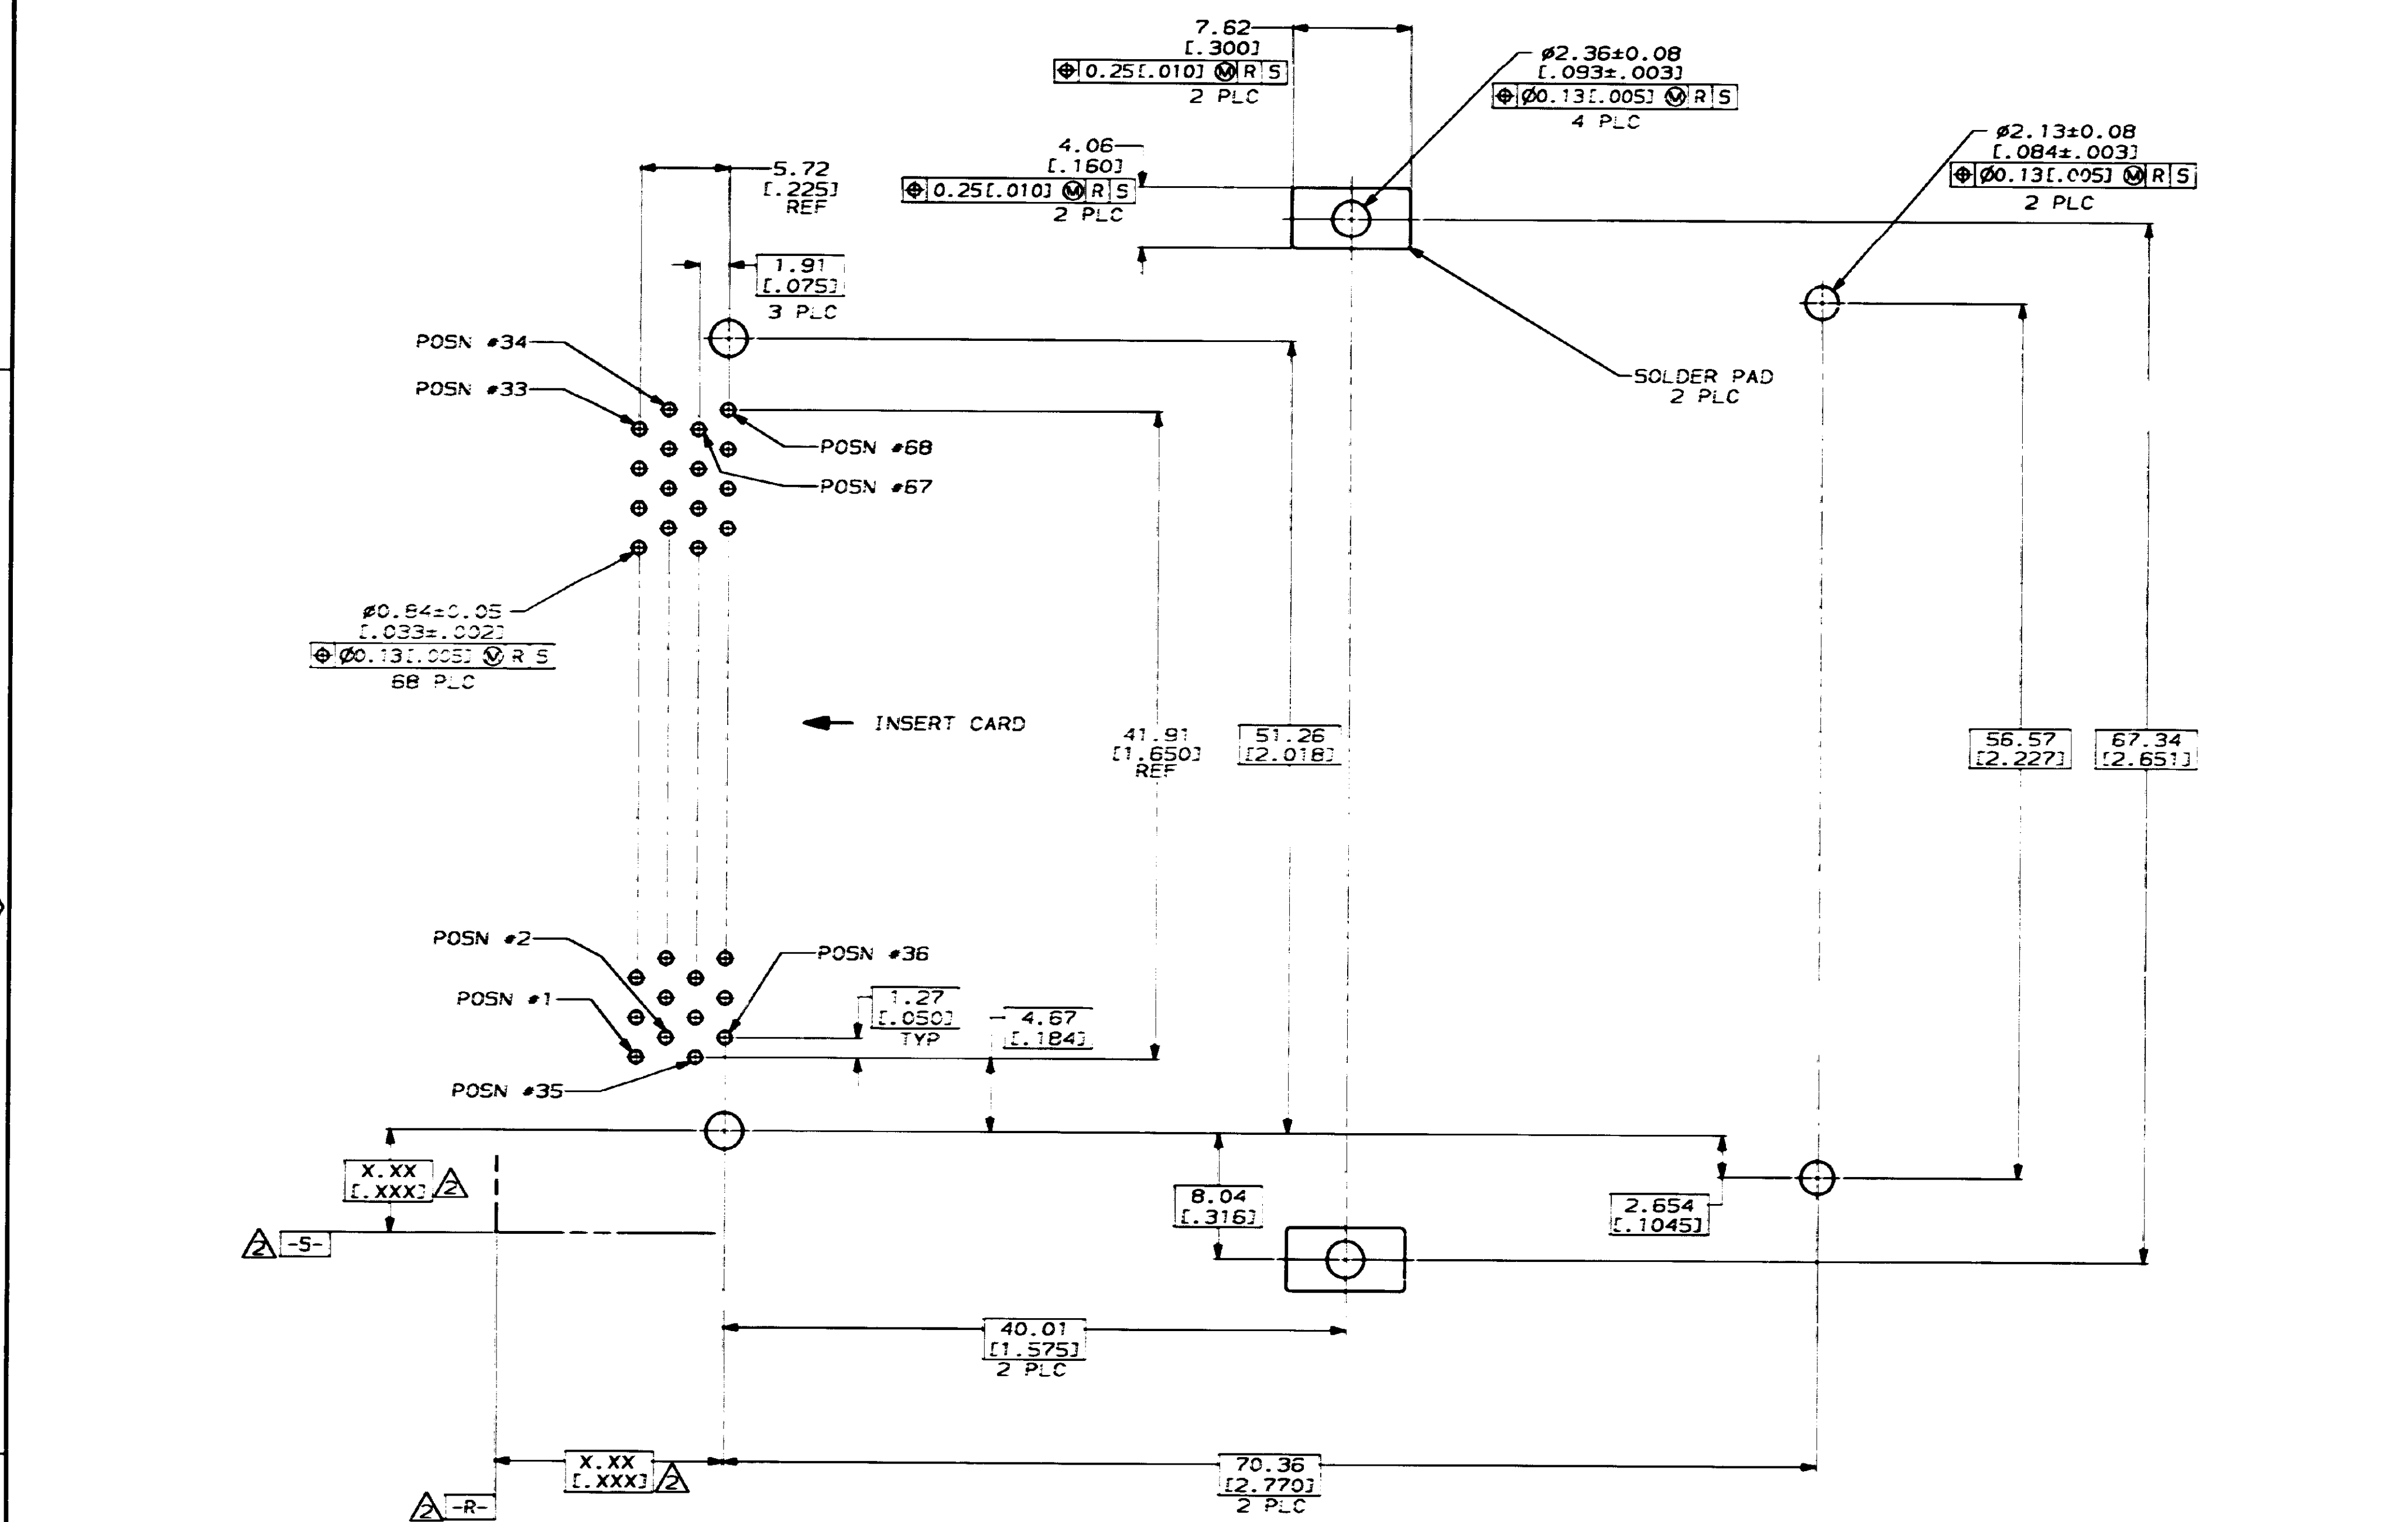 7.62
[.300]
⌖ 0.25[.010] Ⓜ R S
2 PLC
⌀2.36±0.08
[.093±.003]
⌖ ⌀0.13[.005] Ⓜ R S
4 PLC
⌀2.13±0.08
[.084±.003]
⌖ ⌀0.13[.005] Ⓜ R S
2 PLC
4.06
[.160]
⌖ 0.25[.010] Ⓜ R S
2 PLC
5.72
[.225]
REF
1.91
[.075]
3 PLC
POSN #34
POSN #33
SOLDER PAD
2 PLC
POSN #68
POSN #67
⌀0.84±0.05
[.033±.002]
⌖ ⌀0.13[.005] Ⓜ R S
68 PLC
INSERT CARD
41.91
[1.650]
REF
51.26
[2.018]
56.57
[2.227]
67.34
[2.651]
POSN #2
POSN #36
POSN #1
1.27
[.050]
TYP
4.67
[.184]
POSN #35
X.XX
[.XXX] 2
8.04
[.316]
2.654
[.1045]
2 -S-
40.01
[1.575]
2 PLC
X.XX
[.XXX] 2
70.36
[2.770]
2 PLC
2 -R-